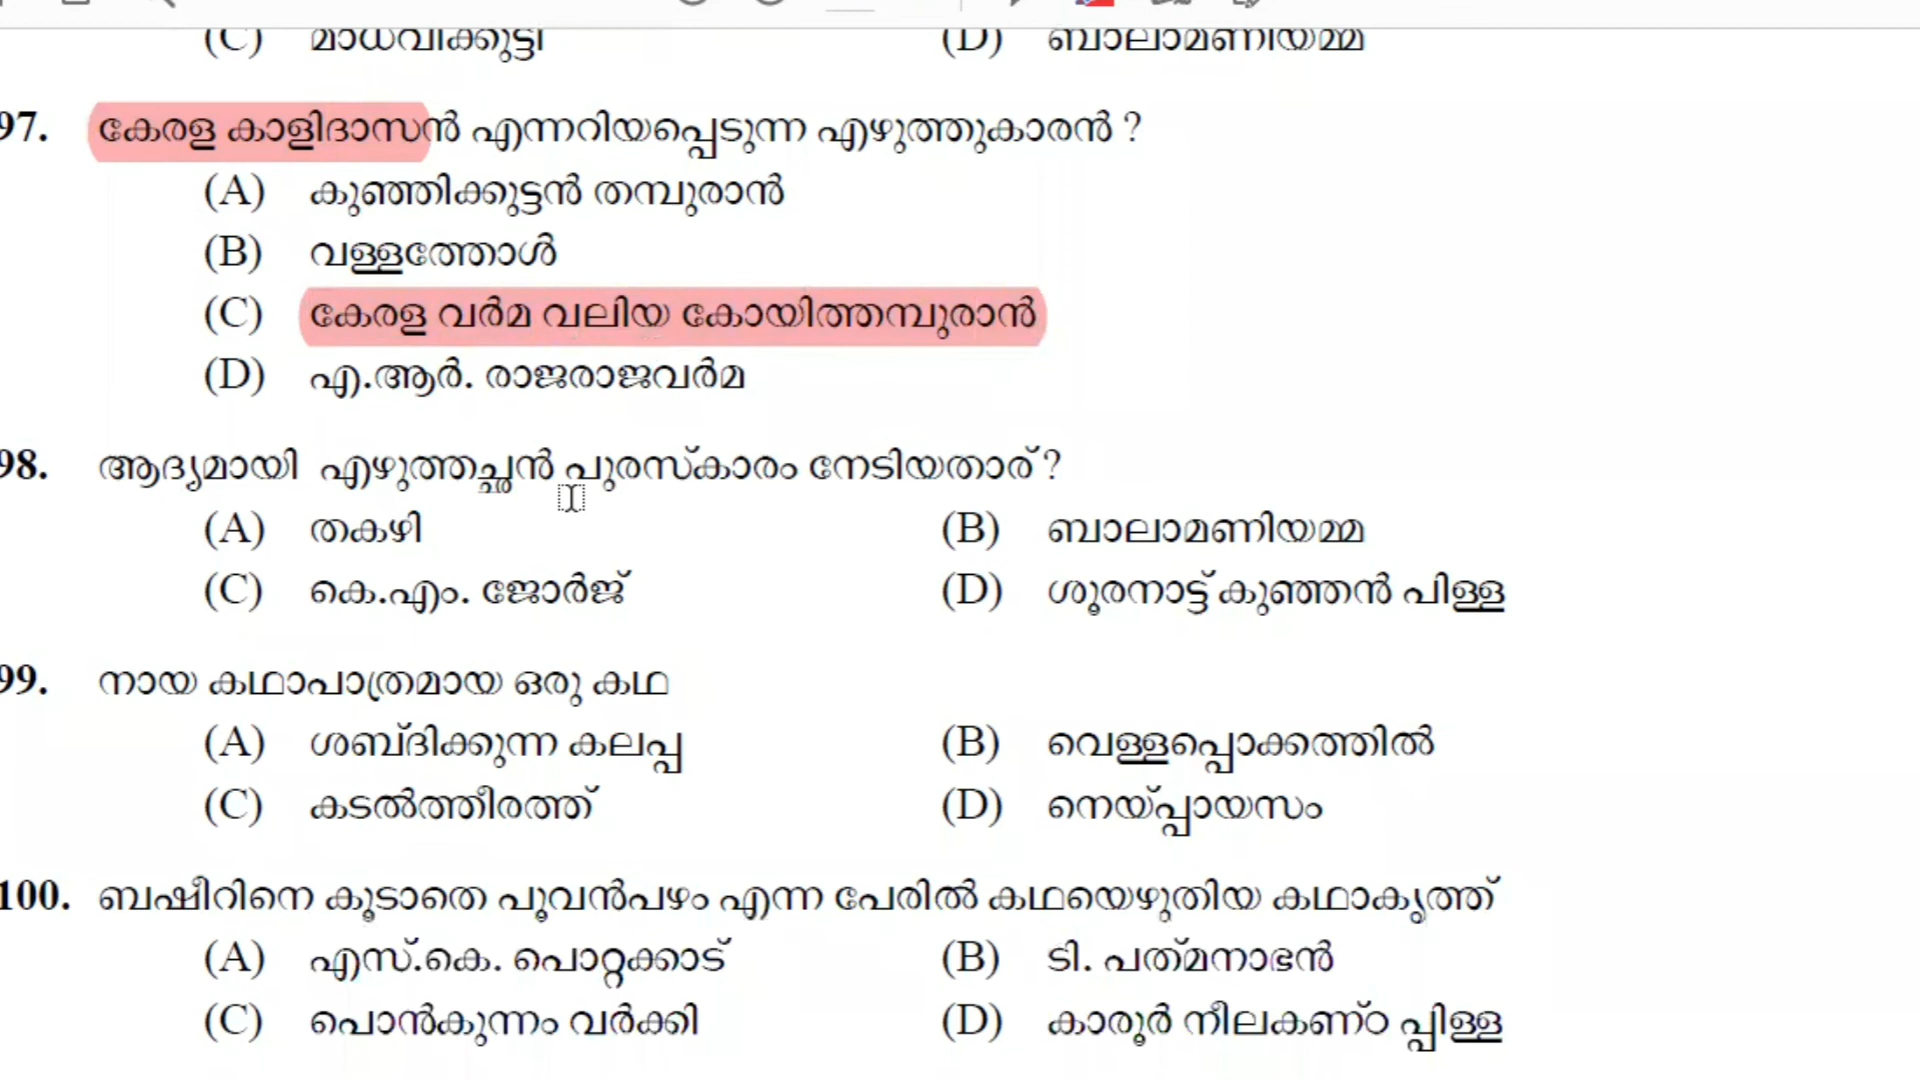 (C) മാധവിക്കുട്ടി (D) ബാലാമണിയമ്മ
97. കേരള കാളിദാസൻ എന്നറിയപ്പെടുന്ന എഴുത്തുകാരൻ ?
(A) കുഞ്ഞിക്കുട്ടൻ തമ്പുരാൻ
(B) വള്ളത്തോൾ
(C) കേരള വർമ വലിയ കോയിത്തമ്പുരാൻ
(D) എ.ആർ. രാജരാജവർമ
98. ആദ്യമായി എഴുത്തച്ഛൻ പുരസ്കാരം നേടിയതാര് ?
(A) തകഴി (B) ബാലാമണിയമ്മ
(C) കെ.എം. ജോർജ് (D) ശൂരനാട്ട് കുഞ്ഞൻ പിള്ള
99. നായ കഥാപാത്രമായ ഒരു കഥ
(A) ശബ്ദിക്കുന്ന കലപ്പ (B) വെള്ളപ്പൊക്കത്തിൽ
(C) കടൽത്തീരത്ത് (D) നെയ്പ്പായസം
100. ബഷീറിനെ കൂടാതെ പൂവൻപഴം എന്ന പേരിൽ കഥയെഴുതിയ കഥാകൃത്ത്
(A) എസ്.കെ. പൊറ്റക്കാട് (B) ടി. പത്മനാഭൻ
(C) പൊൻകുന്നം വർക്കി (D) കാരൂർ നീലകണ്ഠ പ്പിള്ള